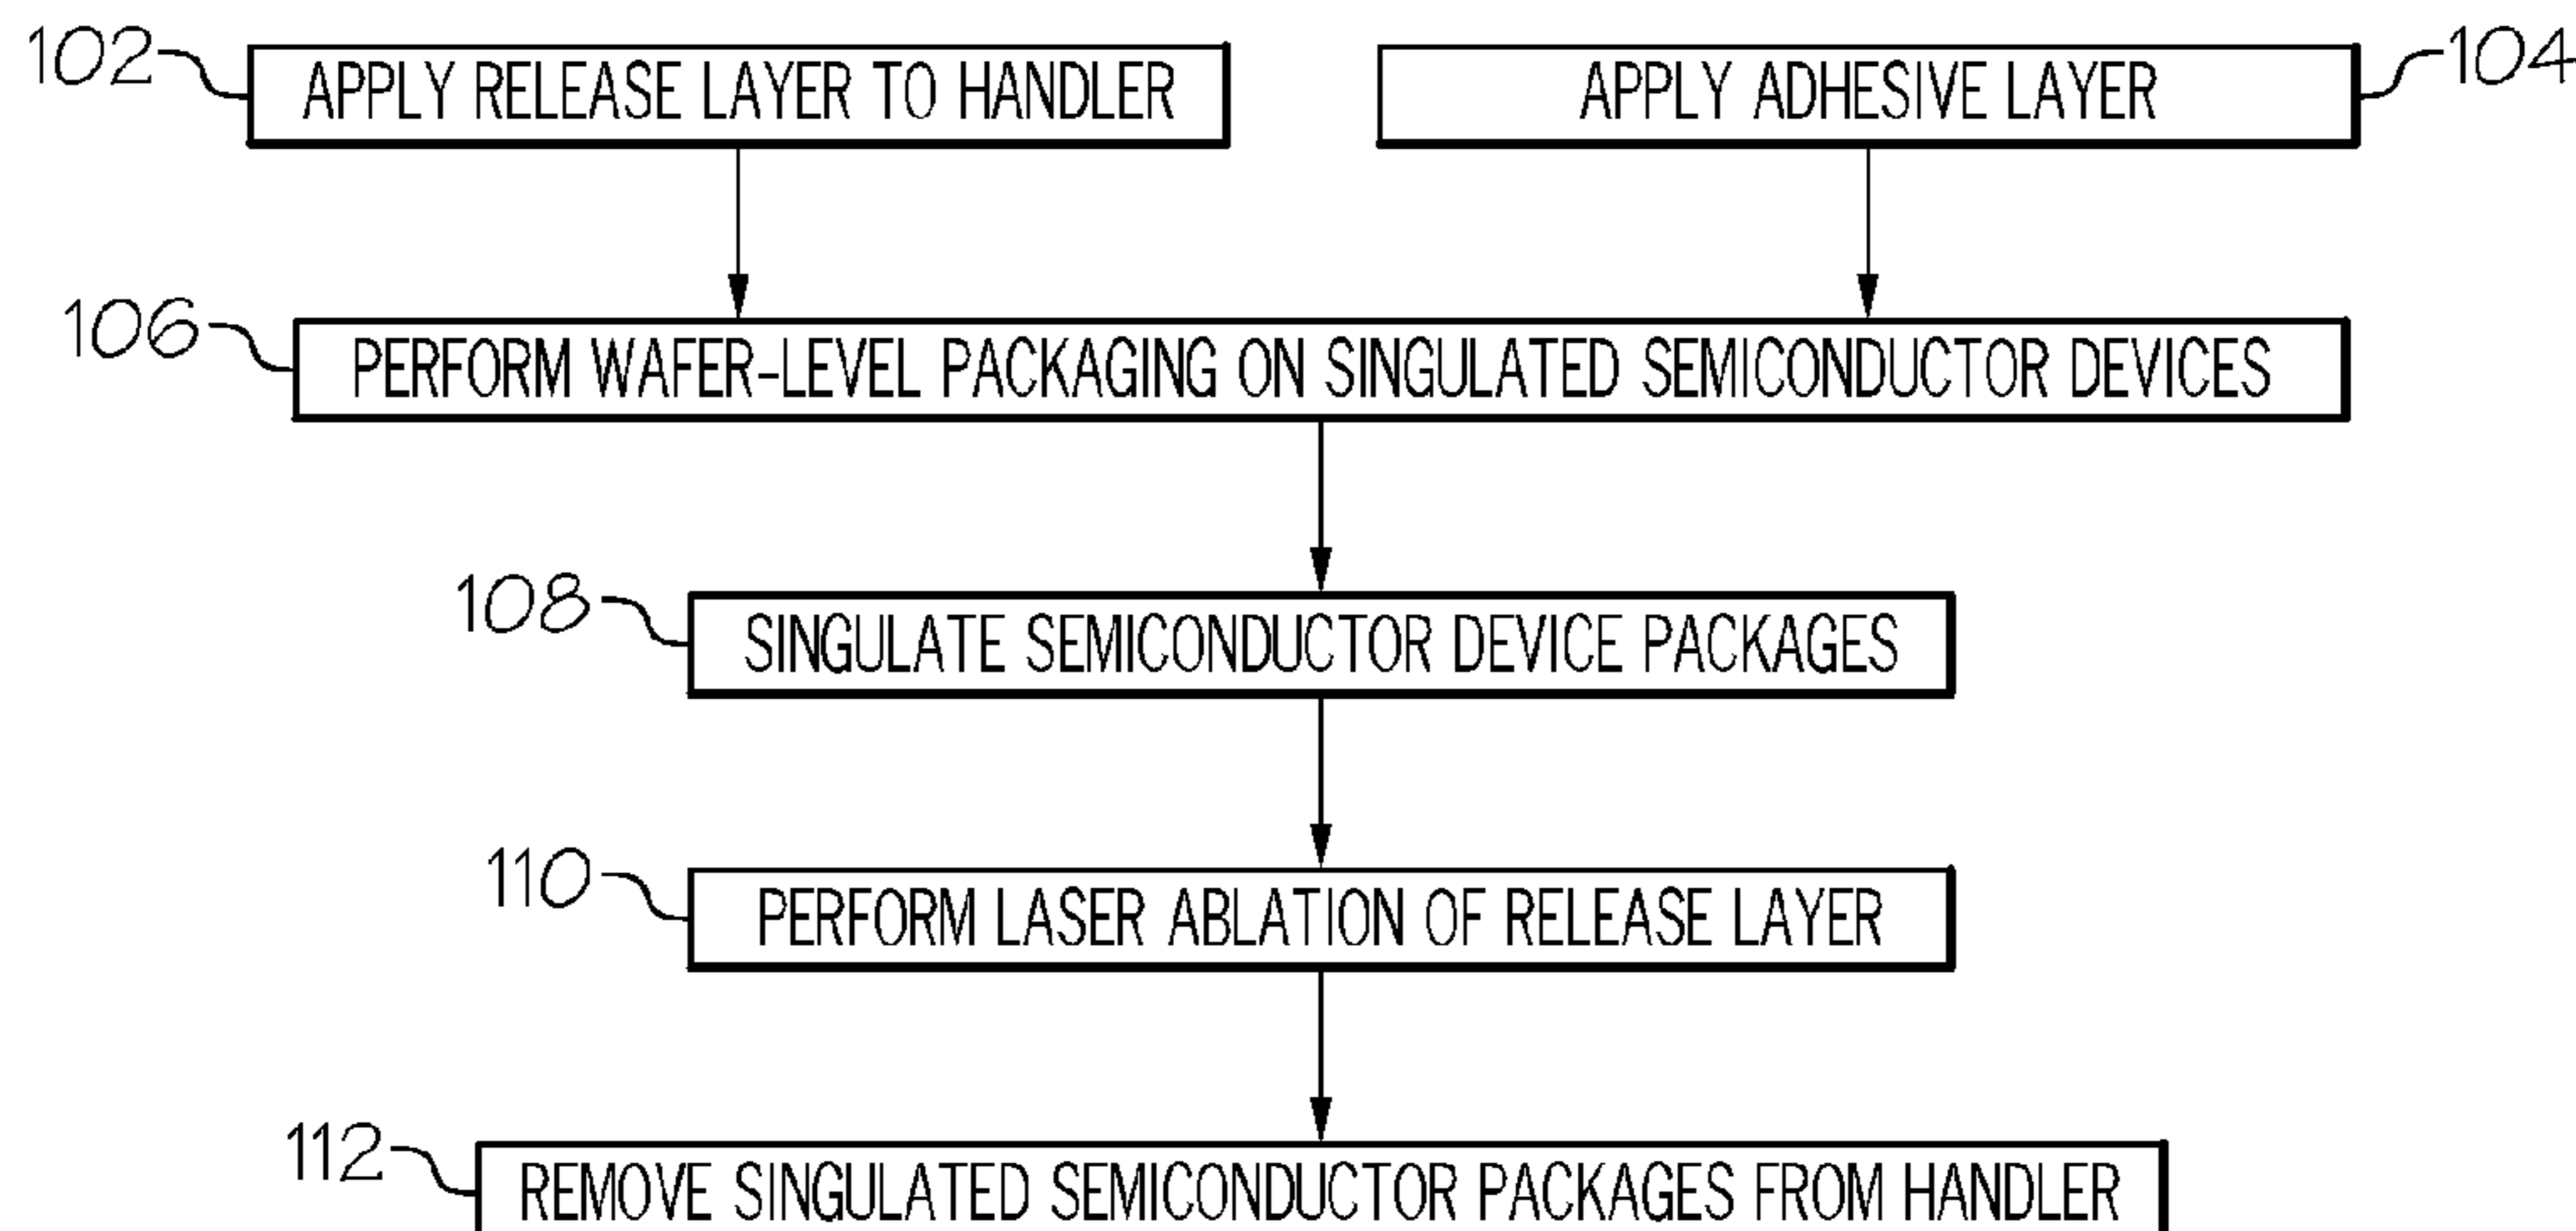 102
APPLY RELEASE LAYER TO HANDLER
APPLY ADHESIVE LAYER
104
106
PERFORM WAFER-LEVEL PACKAGING ON SINGULATED SEMICONDUCTOR DEVICES
108
SINGULATE SEMICONDUCTOR DEVICE PACKAGES
110
PERFORM LASER ABLATION OF RELEASE LAYER
112
REMOVE SINGULATED SEMICONDUCTOR PACKAGES FROM HANDLER